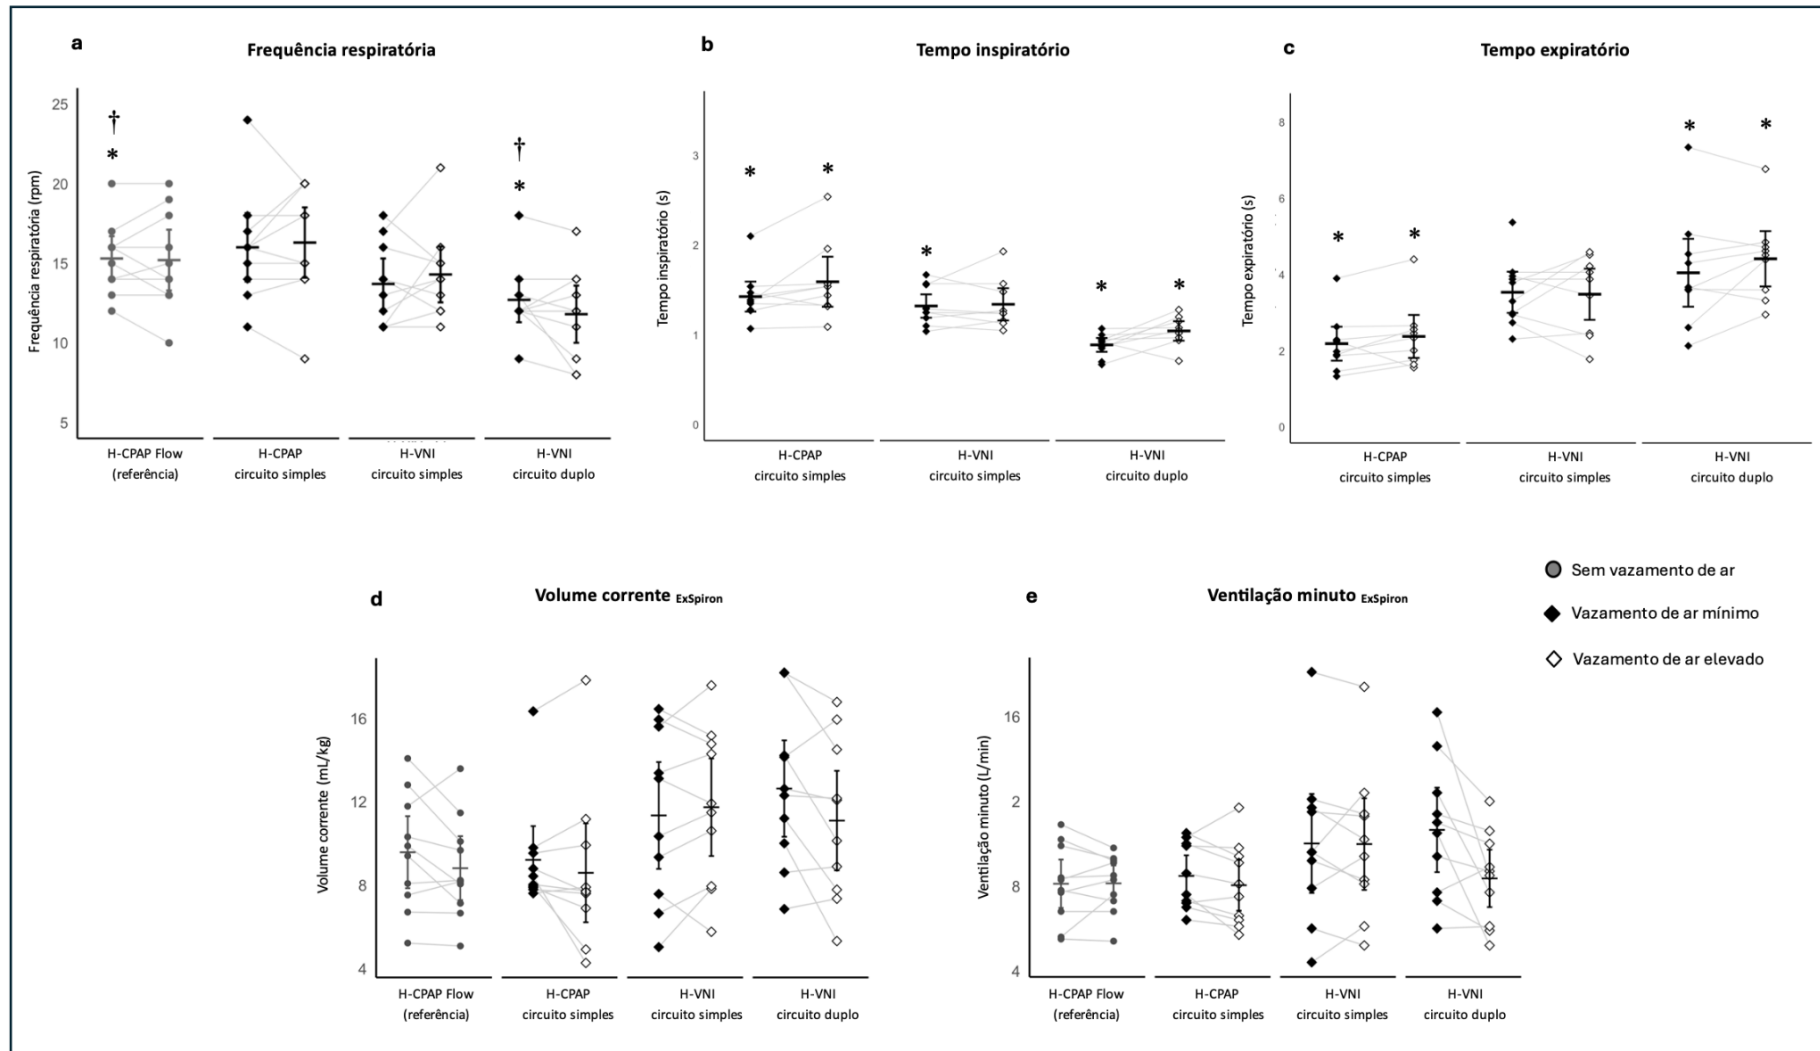 a
Frequência respiratória
Frequência respiratória (rpm)
25
20
15
10
5
†
*
†
*
H-CPAP Flow
(referência)
H-CPAP
circuito simples
H-VNI
circuito simples
H-VNI
circuito duplo
b
Tempo inspiratório
Tempo inspiratório (s)
3
2
1
0
*
*
*
*
*
H-CPAP
circuito simples
H-VNI
circuito simples
H-VNI
circuito duplo
c
Tempo expiratório
Tempo expiratório (s)
8
6
4
2
0
*
*
*
*
H-CPAP
circuito simples
H-VNI
circuito simples
H-VNI
circuito duplo
d
Volume corrente ExSpiron
Volume corrente (mL/kg)
16
12
8
4
H-CPAP Flow
(referência)
H-CPAP
circuito simples
H-VNI
circuito simples
H-VNI
circuito duplo
e
Ventilação minuto ExSpiron
Ventilação minuto (L/min)
16
2
8
4
H-CPAP Flow
(referência)
H-CPAP
circuito simples
H-VNI
circuito simples
H-VNI
circuito duplo
Sem vazamento de ar
Vazamento de ar mínimo
Vazamento de ar elevado